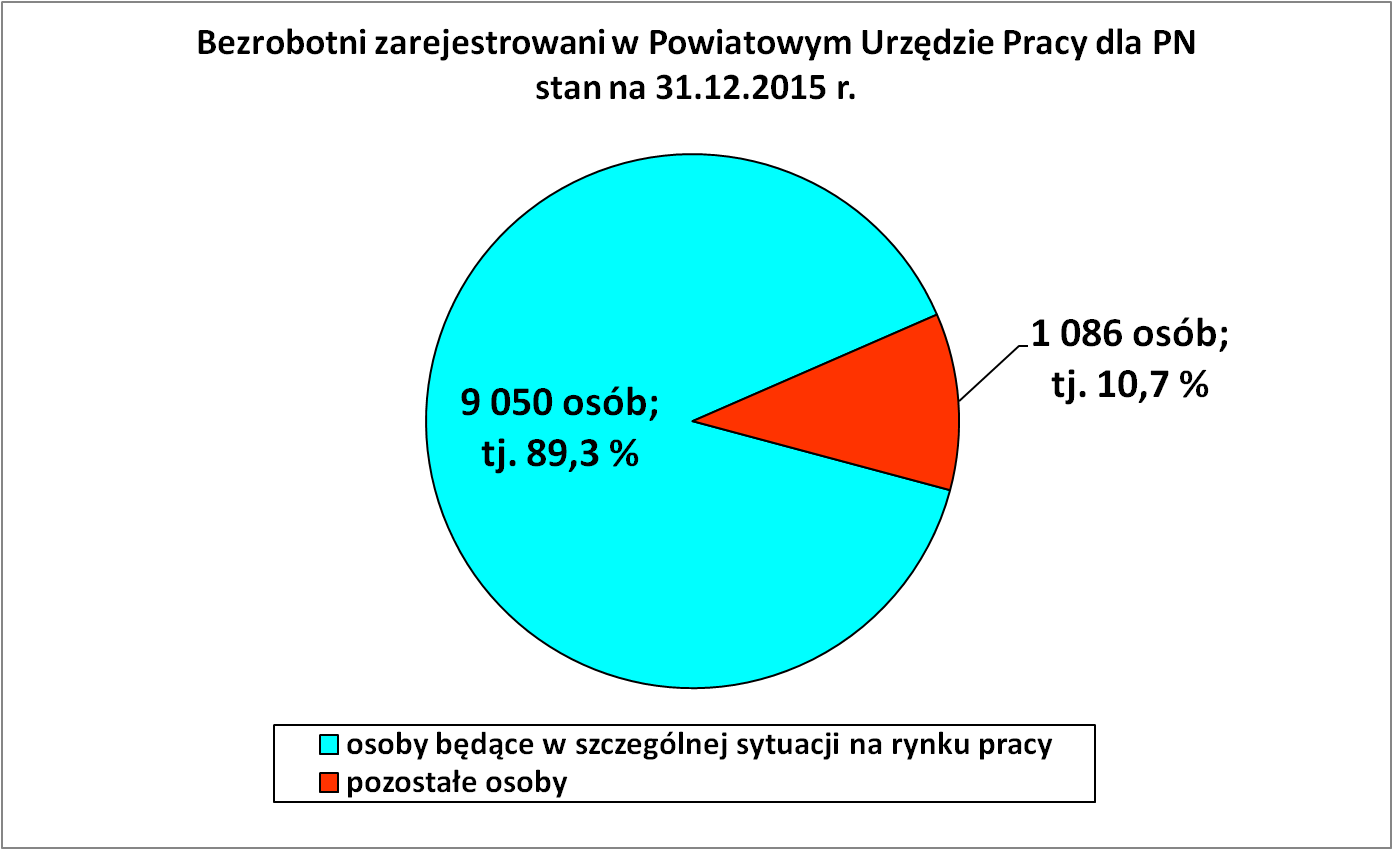 Bezrobotni zarejestrowani w Powiatowym Urzędzie Pracy dla PN
stan na 31.12.2015 r.
1 086 osób;
tj. 10,7 %
9 050 osób;
tj. 89,3 %
osoby będące w szczególnej sytuacji na rynku pracy
pozostałe osoby